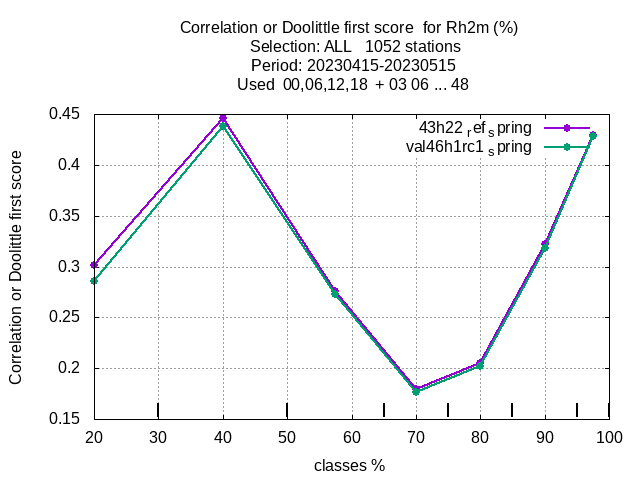 Correlation or Doolittle first score  for Rh2m (%)
Selection: ALL   1052 stations
Period: 20230415-20230515
Used  00,06,12,18  + 03 06 ... 48
43h22 ref spring
val46h1rc1 spring
Correlation or Doolittle first score
0.45
0.4
0.35
0.3
0.25
0.2
0.15
20 30 40 50 60 70 80 90 100
classes %